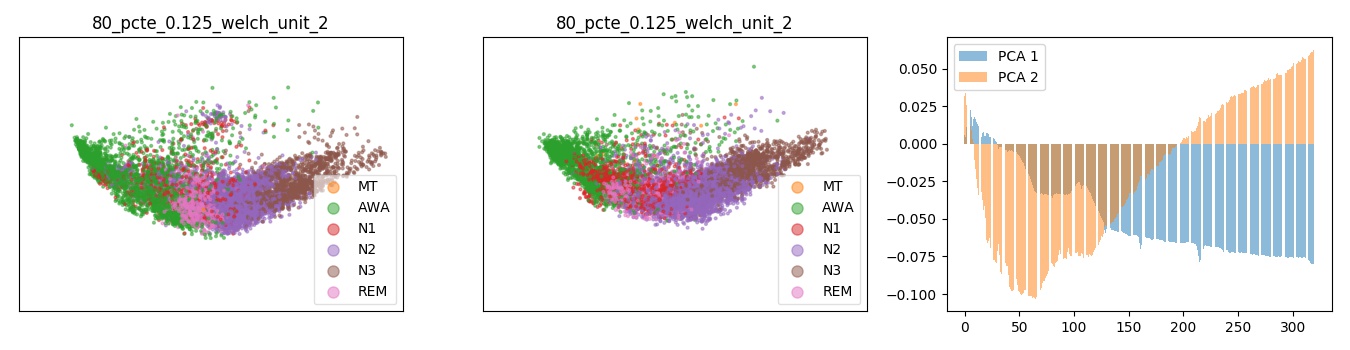 80_pcte_0.125_welch_unit_2
MT
AWA
N1
N2
N3
REM
80_pcte_0.125_welch_unit_2
MT
AWA
N1
N2
N3
REM
PCA 1
PCA 2
0.050
0.025
0.000
−0.025
−0.050
−0.075
−0.100
0 50 100 150 200 250 300